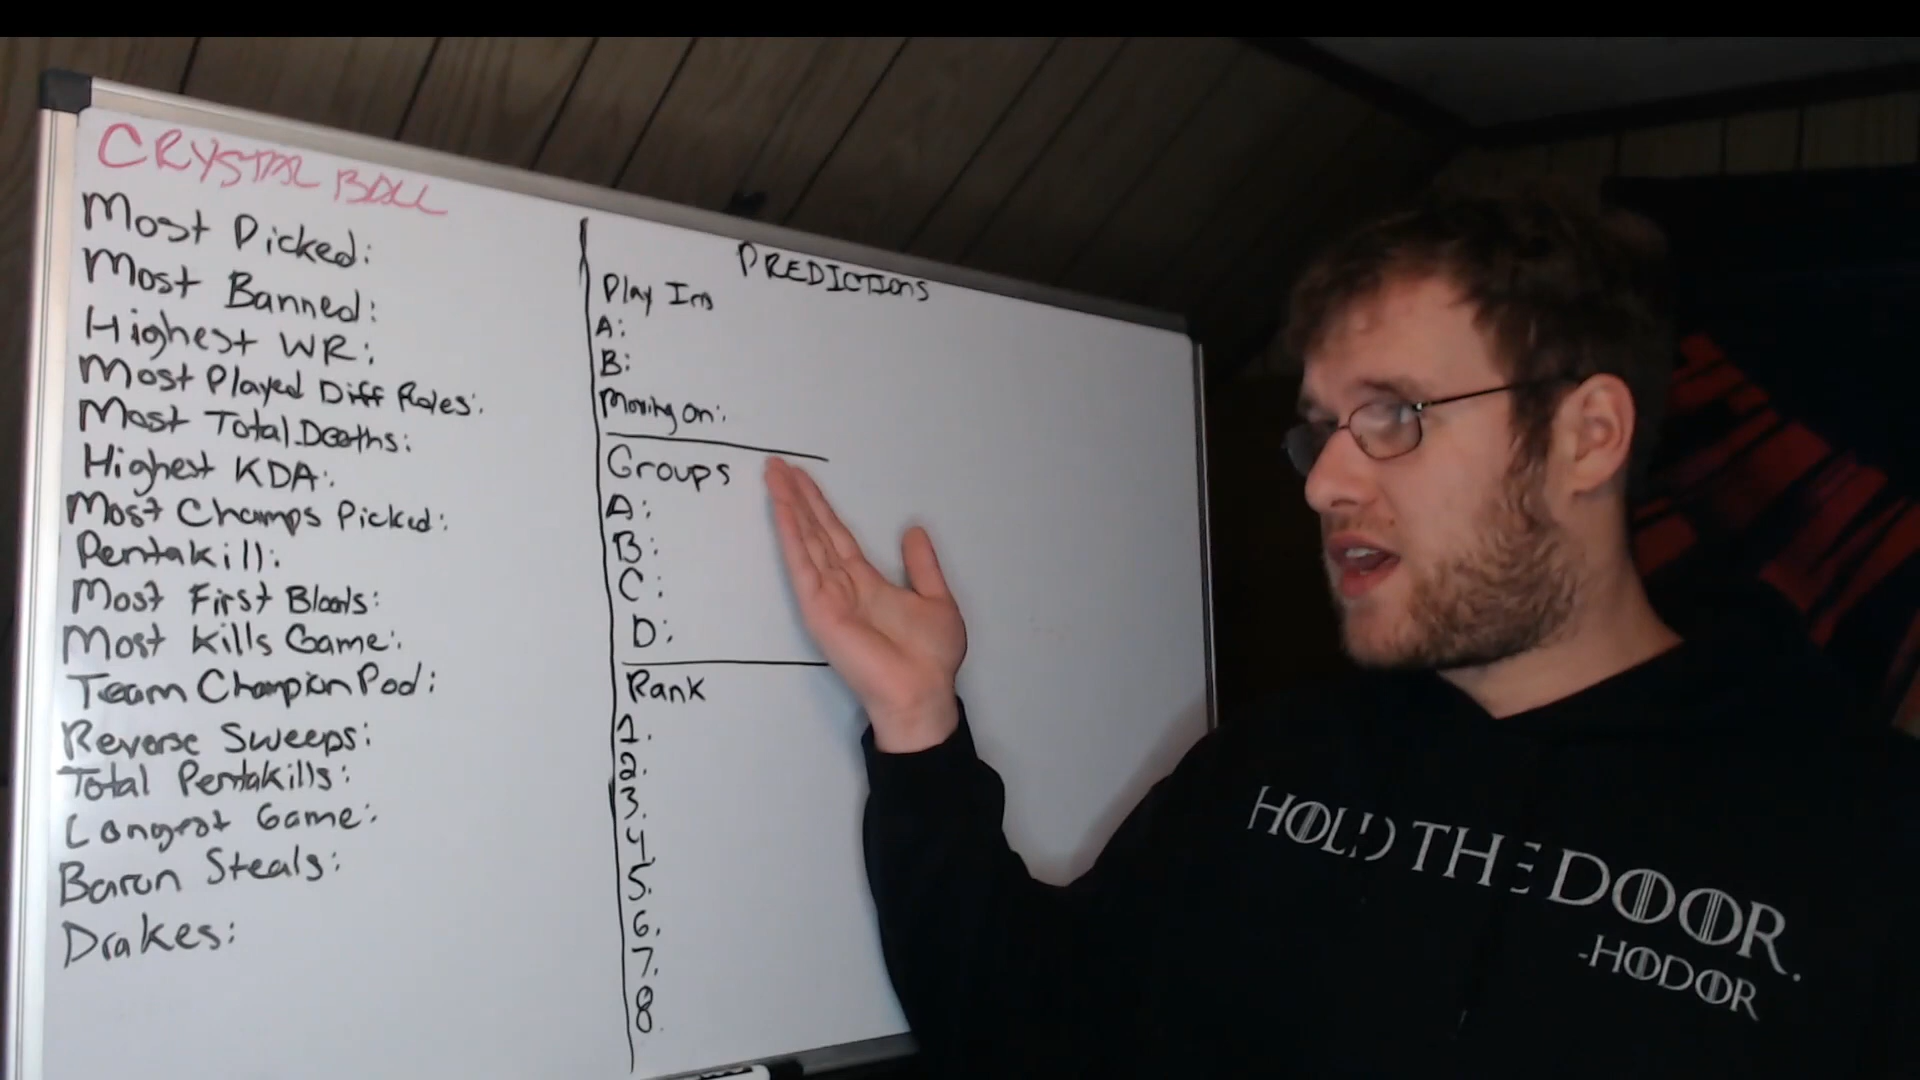 CRYSTAL BALL
Most Picked:
Most Banned:
Highest WR:
Most Played Diff Roles:
Most Total Deaths:
Highest KDA:
Most Champs Picked:
Pentakill:
Most First Bloods:
Most Kills Game:
Team Champion Pool:
Reverse Sweeps:
Total Pentakills:
Longest Game:
Baron Steals:
Drakes:
PREDICTIONS
Play Ins
A:
B:
Moving on:
Groups
A:
B:
C:
D:
Rank
1.
2.
3.
4
5.
6.
7.
8.
HOLD THE DOOR.
-HODOR